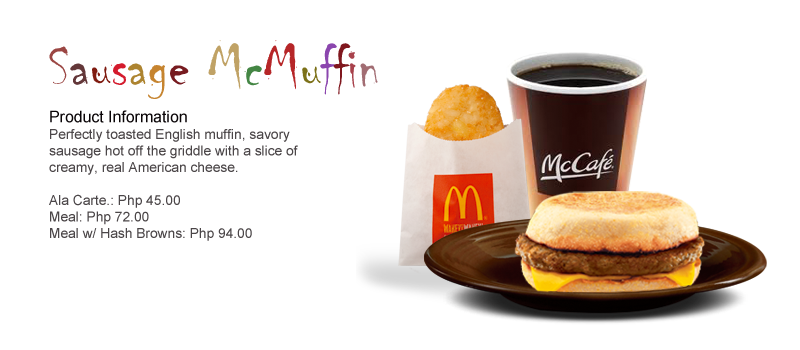 Sausage McMuffin
Product Information
Perfectly toasted English muffin, savory
sausage hot off the griddle with a slice of
creamy, real American cheese.
Ala Carte.: Php 45.00
Meal: Php 72.00
Meal w/ Hash Browns: Php 94.00
McCafé
M